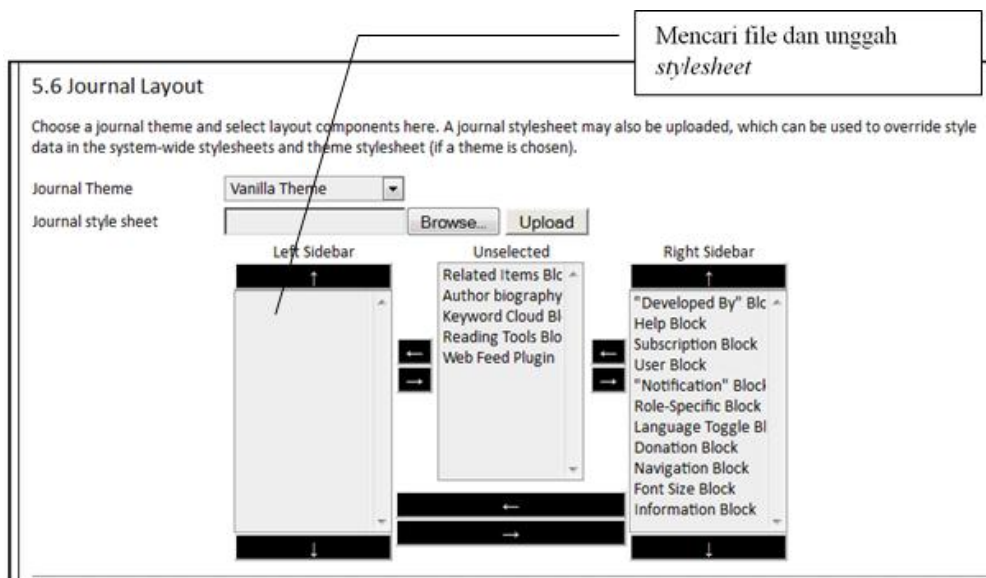 Mencari file dan unggah
stylesheet
5.6 Journal Layout
Choose a journal theme and select layout components here. A journal stylesheet may also be uploaded, which can be used to override style
data in the system-wide stylesheets and theme stylesheet (if a theme is chosen).
Journal Theme
Vanilla Theme
Journal style sheet
Browse...
Upload
Left Sidebar
Unselected
Right Sidebar
↑
↑
Related Items Blc
Author biography
Keyword Cloud Bl
Reading Tools Blo
Web Feed Plugin
←
→
←
→
"Developed By" Blc
Help Block
Subscription Block
User Block
"Notification" Block
Role-Specific Block
Language Toggle Bl
Donation Block
Navigation Block
Font Size Block
Information Block
←
→
↓
↓